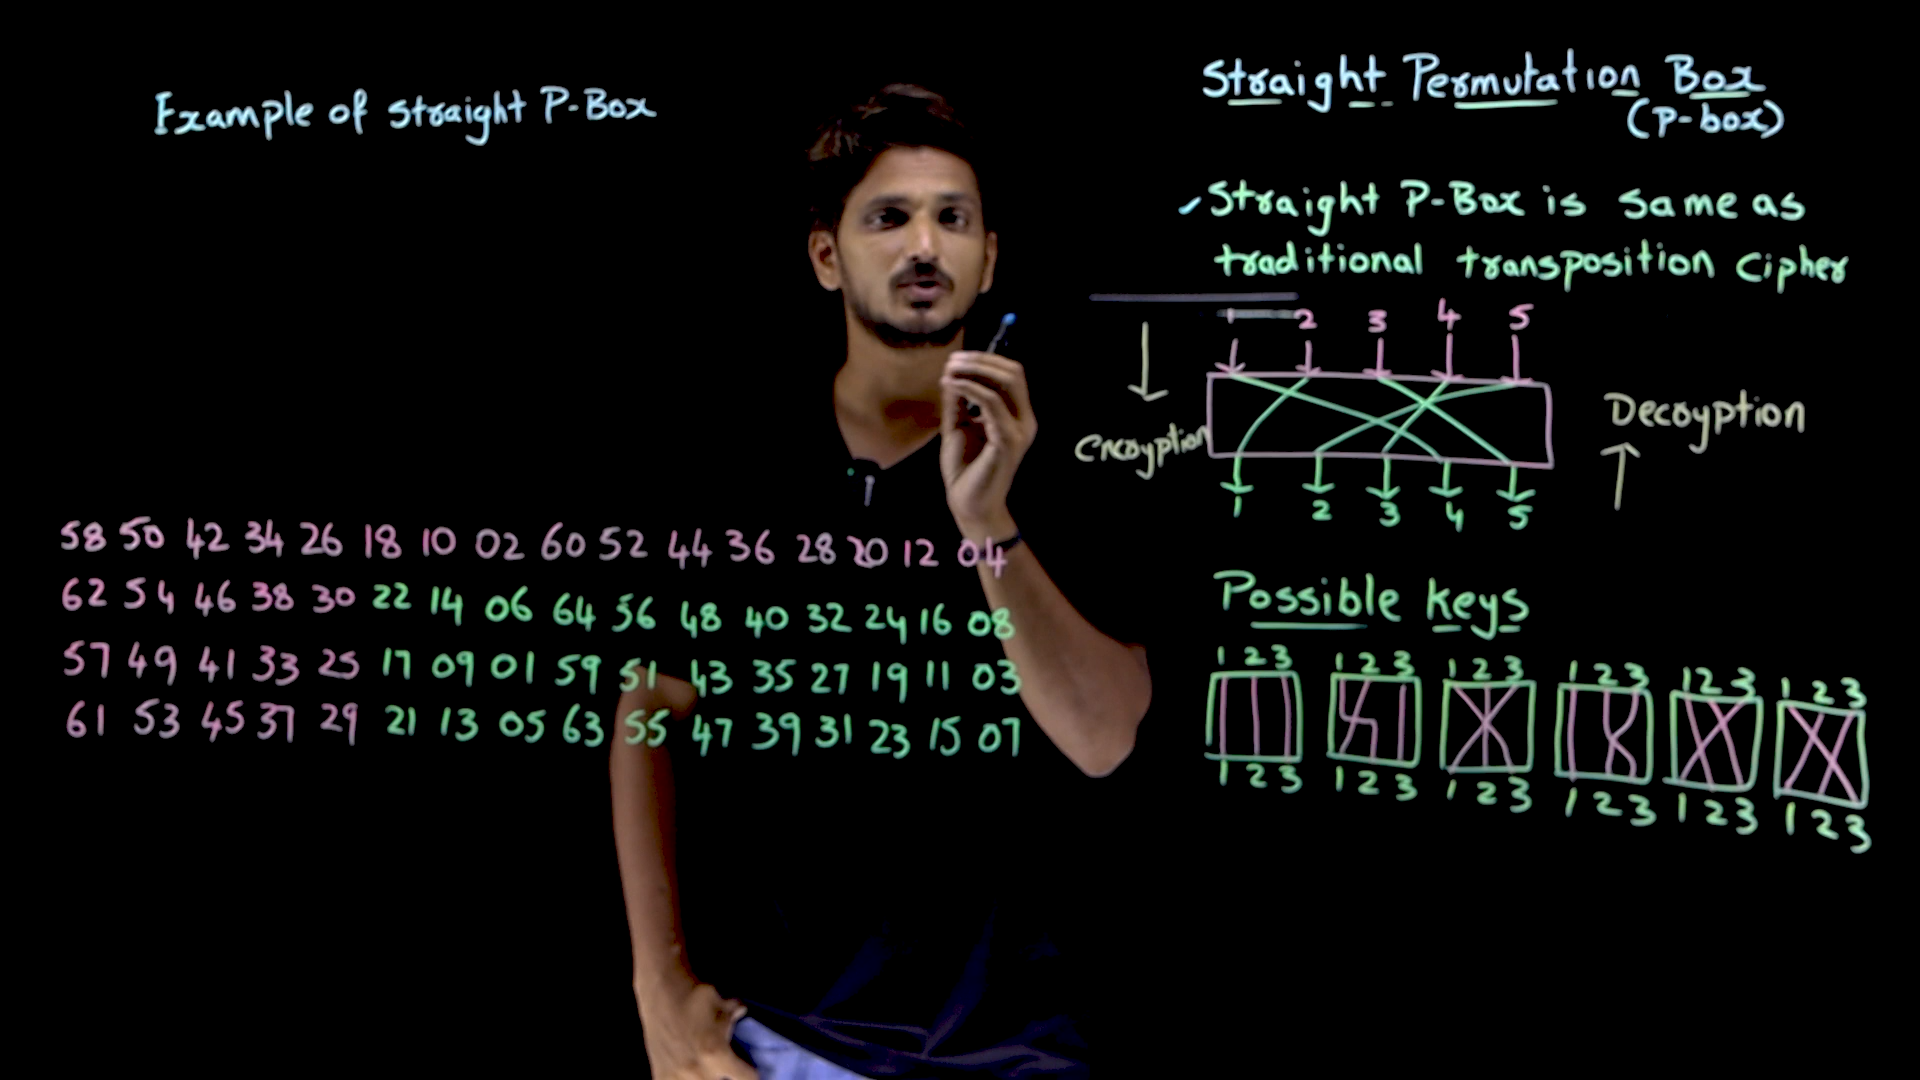 Example of straight P-Box
58 50 42 34 26 18 10 02 60 52 44 36 28 20 12 04
62 54 46 38 30 22 14 06 64 56 48 40 32 24 16 08
57 49 41 33 25 17 09 01 59 51 43 35 27 19 11 03
61 53 45 37 29 21 13 05 63 55 47 39 31 23 15 07
Straight Permutation Box
(P-box)
Straight P-Box is same as
traditional transposition cipher
1 2 3 4 5
Encryption
Decryption
1 2 3 4 5
Possible keys
1 2 3 1 2 3 1 2 3 1 2 3 1 2 3 1 2 3
1 2 3 1 2 3 1 2 3 1 2 3 1 2 3 1 2 3